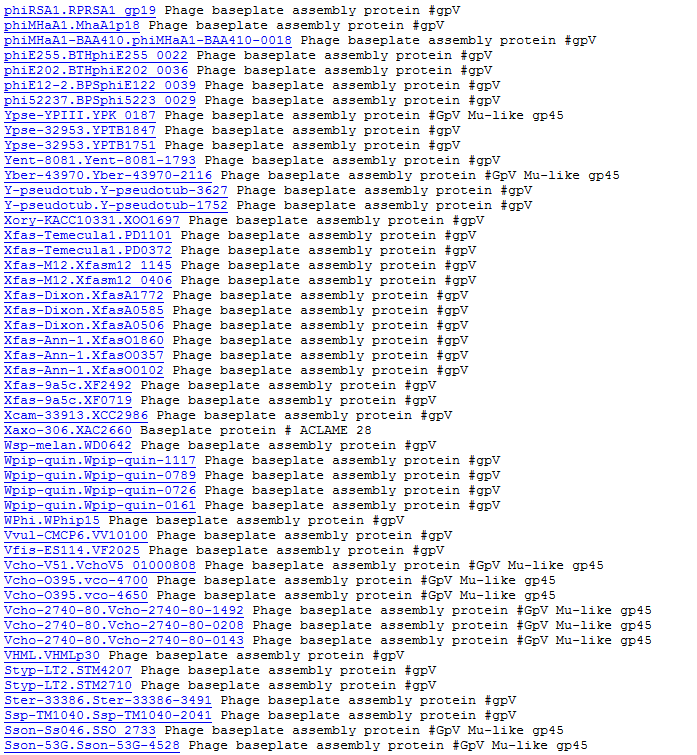 phiRSA1.RPRSA1_gp19 Phage baseplate assembly protein #gpV
phiMHaA1.MhaA1p18 Phage baseplate assembly protein #gpV
phiMHaA1-BAA410.phiMHaA1-BAA410-0018 Phage baseplate assembly protein #gpV
phiE255.BTHphiE255_0022 Phage baseplate assembly protein #gpV
phiE202.BTHphiE202_0036 Phage baseplate assembly protein #gpV
phiE12-2.BPSphiE122_0039 Phage baseplate assembly protein #gpV
phi52237.BPSphi5223_0029 Phage baseplate assembly protein #gpV
Ypse-YPIII.YPK_0187 Phage baseplate assembly protein #GpV Mu-like gp45
Ypse-32953.YPTB1847 Phage baseplate assembly protein #gpV
Ypse-32953.YPTB1751 Phage baseplate assembly protein #gpV
Yent-8081.Yent-8081-1793 Phage baseplate assembly protein #gpV
Yber-43970.Yber-43970-2116 Phage baseplate assembly protein #GpV Mu-like gp45
Y-pseudotub.Y-pseudotub-3627 Phage baseplate assembly protein #gpV
Y-pseudotub.Y-pseudotub-1752 Phage baseplate assembly protein #gpV
Xory-KACC10331.XOO1697 Phage baseplate assembly protein #gpV
Xfas-Temecula1.PD1101 Phage baseplate assembly protein #gpV
Xfas-Temecula1.PD0372 Phage baseplate assembly protein #gpV
Xfas-M12.Xfasm12_1145 Phage baseplate assembly protein #gpV
Xfas-M12.Xfasm12_0406 Phage baseplate assembly protein #gpV
Xfas-Dixon.XfasA1772 Phage baseplate assembly protein #gpV
Xfas-Dixon.XfasA0585 Phage baseplate assembly protein #gpV
Xfas-Dixon.XfasA0506 Phage baseplate assembly protein #gpV
Xfas-Ann-1.XfasO1860 Phage baseplate assembly protein #gpV
Xfas-Ann-1.XfasO0357 Phage baseplate assembly protein #gpV
Xfas-Ann-1.XfasO0102 Phage baseplate assembly protein #gpV
Xfas-9a5c.XF2492 Phage baseplate assembly protein #gpV
Xfas-9a5c.XF0719 Phage baseplate assembly protein #gpV
Xcam-33913.XCC2986 Phage baseplate assembly protein #gpV
Xaxo-306.XAC2660 Baseplate protein # ACLAME 28
Wsp-melan.WD0642 Phage baseplate assembly protein #gpV
Wpip-quin.Wpip-quin-1117 Phage baseplate assembly protein #gpV
Wpip-quin.Wpip-quin-0789 Phage baseplate assembly protein #gpV
Wpip-quin.Wpip-quin-0726 Phage baseplate assembly protein #gpV
Wpip-quin.Wpip-quin-0161 Phage baseplate assembly protein #gpV
WPhi.WPhip15 Phage baseplate assembly protein #gpV
Vvul-CMCP6.VV10100 Phage baseplate assembly protein #gpV
Vfis-ES114.VF2025 Phage baseplate assembly protein #gpV
Vcho-V51.VchoV5_01000808 Phage baseplate assembly protein #GpV Mu-like gp45
Vcho-O395.vco-4700 Phage baseplate assembly protein #GpV Mu-like gp45
Vcho-O395.vco-4650 Phage baseplate assembly protein #GpV Mu-like gp45
Vcho-2740-80.Vcho-2740-80-1492 Phage baseplate assembly protein #GpV Mu-like gp45
Vcho-2740-80.Vcho-2740-80-0208 Phage baseplate assembly protein #GpV Mu-like gp45
Vcho-2740-80.Vcho-2740-80-0143 Phage baseplate assembly protein #GpV Mu-like gp45
VHML.VHMLp30 Phage baseplate assembly protein #gpV
Styp-LT2.STM4207 Phage baseplate assembly protein #gpV
Styp-LT2.STM2710 Phage baseplate assembly protein #gpV
Ster-33386.Ster-33386-3491 Phage baseplate assembly protein #gpV
Ssp-TM1040.Ssp-TM1040-2041 Phage baseplate assembly protein #gpV
Sson-Ss046.SSO_2733 Phage baseplate assembly protein #GpV Mu-like gp45
Sson-53G.Sson-53G-4528 Phage baseplate assembly protein #GpV Mu-like gp45